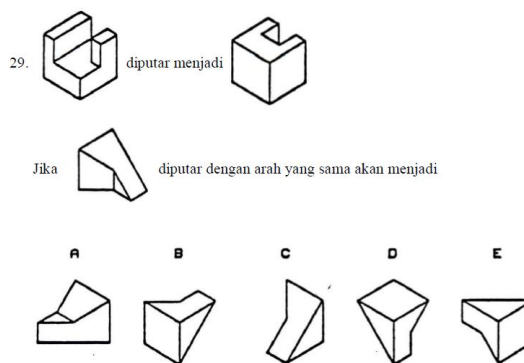 29. diputar menjadi
Jika diputar dengan arah yang sama akan menjadi
A B C D E